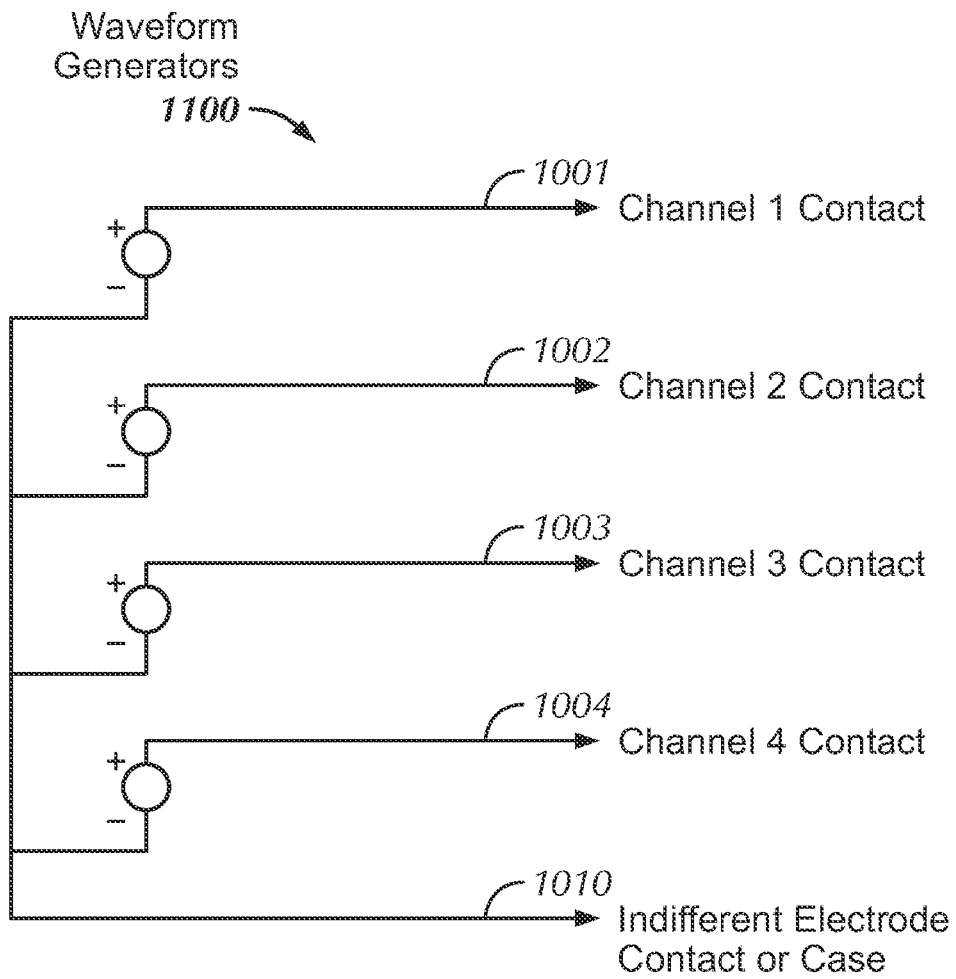 Waveform
Generators
1100
1001
Channel 1 Contact
+
−
1002
Channel 2 Contact
+
−
1003
Channel 3 Contact
+
−
1004
Channel 4 Contact
+
−
1010
Indifferent Electrode
Contact or Case